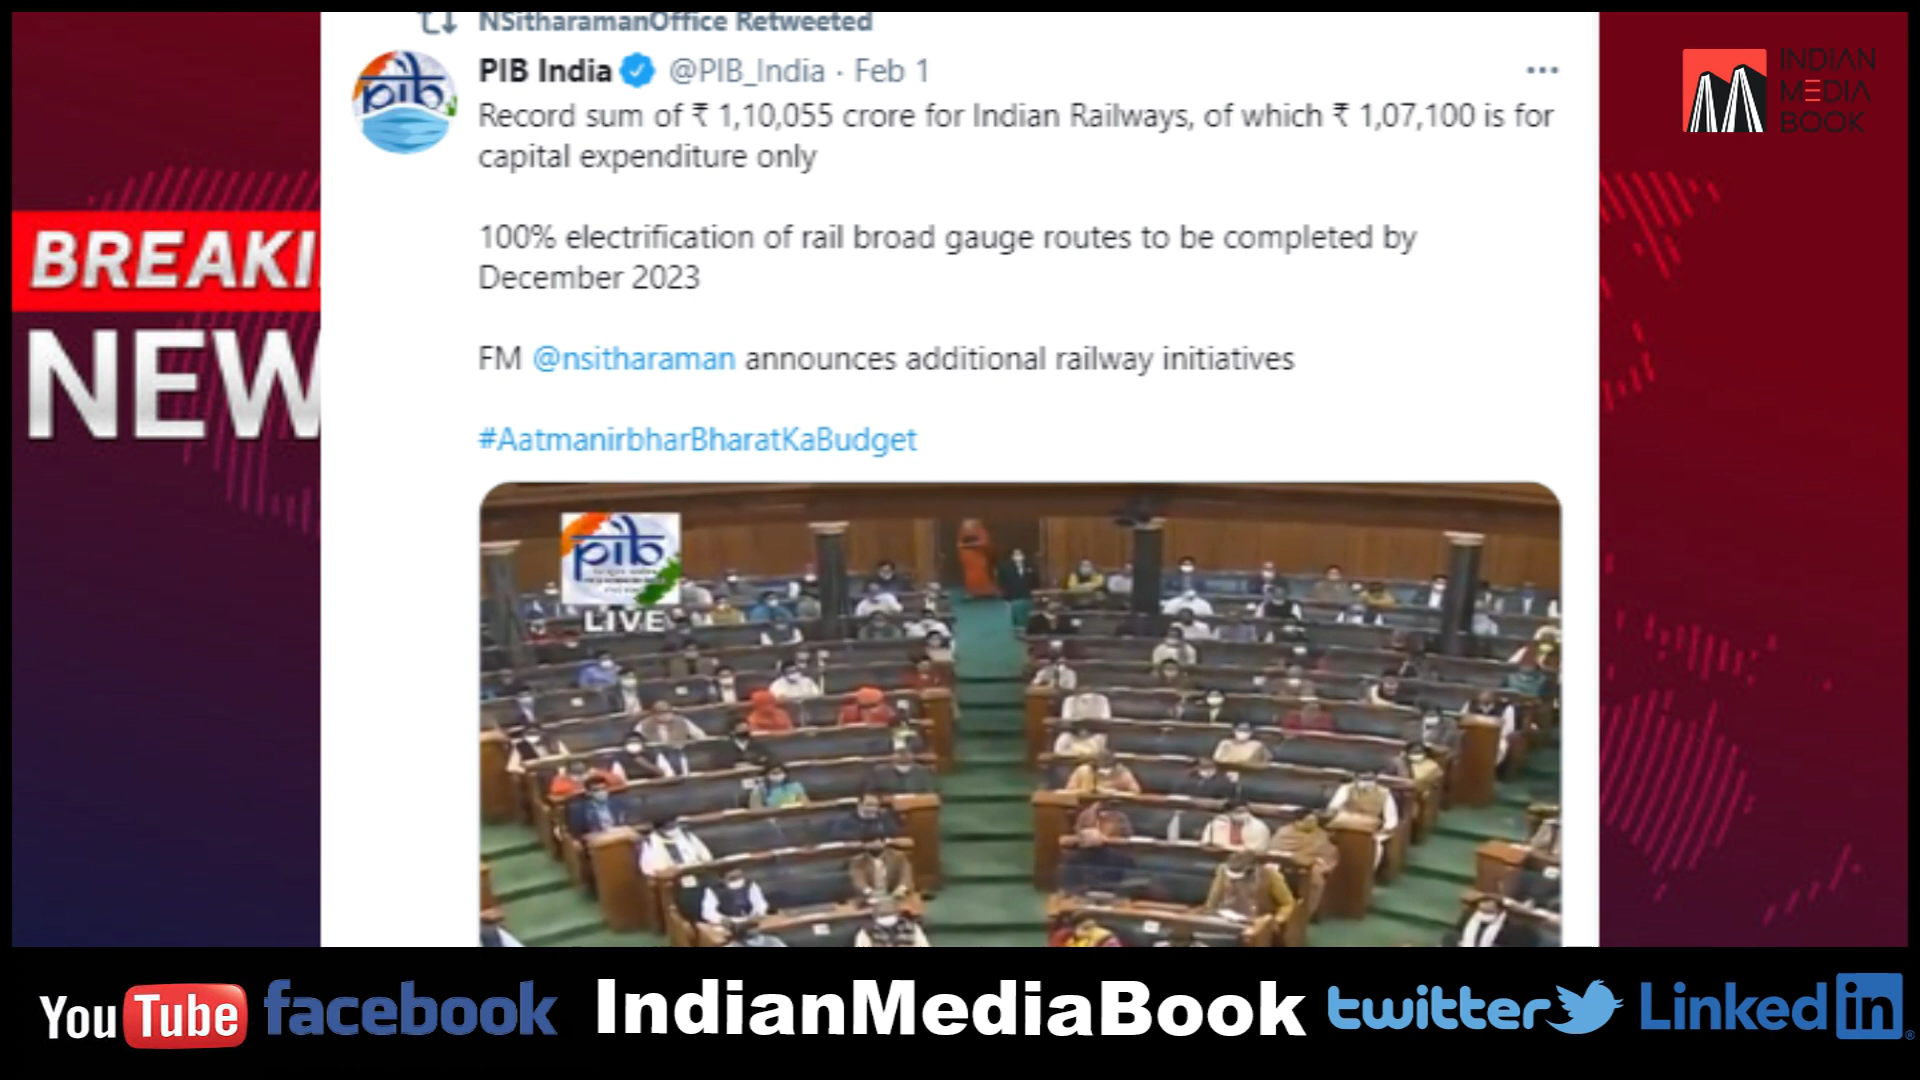 NSitharamanOffice Retweeted
PIB India @PIB_India · Feb 1
Record sum of ₹ 1,10,055 crore for Indian Railways, of which ₹ 1,07,100 is for
capital expenditure only
100% electrification of rail broad gauge routes to be completed by
December 2023
FM @nsitharaman announces additional railway initiatives
#AatmanirbharBharatKaBudget
pib
pib
LIVE
BREAKI
NEW
INDIAN
MEDIA
BOOK
YouTube facebook IndianMediaBook twitter Linked in